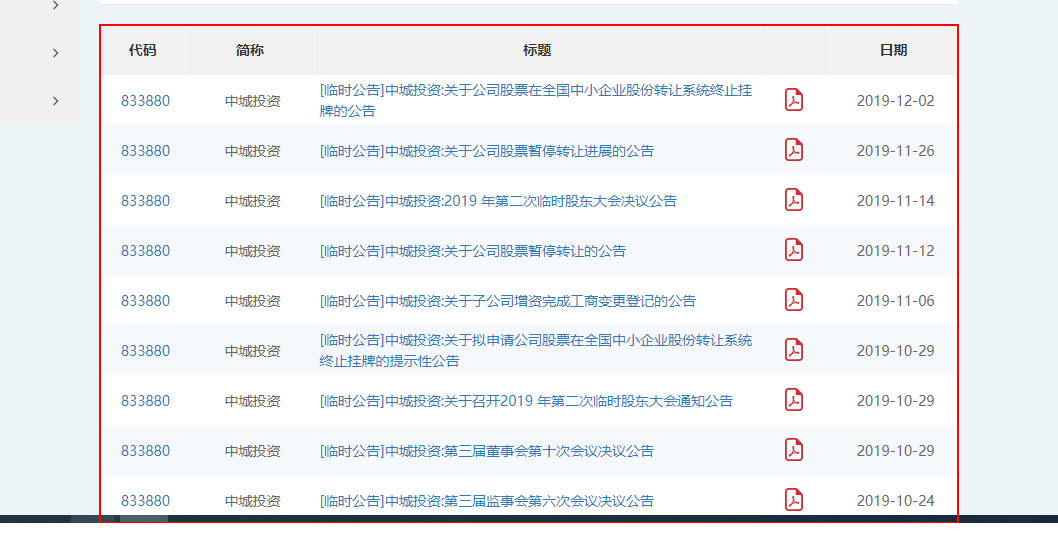 代码 简称 标题 日期
833880 中城投资 [临时公告]中城投资:关于公司股票在全国中小企业股份转让系统终止挂 2019-12-02
牌的公告
833880 中城投资 [临时公告]中城投资:关于公司股票暂停转让进展的公告 2019-11-26
833880 中城投资 [临时公告]中城投资:2019 年第二次临时股东大会决议公告 2019-11-14
833880 中城投资 [临时公告]中城投资:关于公司股票暂停转让的公告 2019-11-12
833880 中城投资 [临时公告]中城投资:关于子公司增资完成工商变更登记的公告 2019-11-06
833880 中城投资 [临时公告]中城投资:关于拟申请公司股票在全国中小企业股份转让系统 2019-10-29
终止挂牌的提示性公告
833880 中城投资 [临时公告]中城投资:关于召开2019 年第二次临时股东大会通知公告 2019-10-29
833880 中城投资 [临时公告]中城投资:第三届董事会第十次会议决议公告 2019-10-29
833880 中城投资 [临时公告]中城投资:第三届监事会第六次会议决议公告 2019-10-24